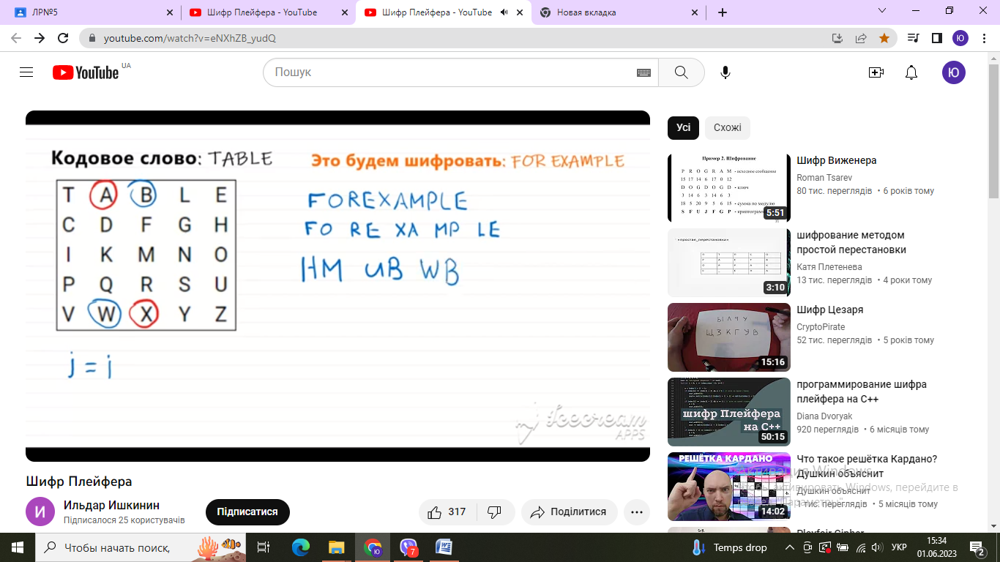 ЛР№5
Шифр Плейфера - YouTube
Шифр Плейфера - YouTube
Новая вкладка
youtube.com/watch?v=eNXhZB_yudQ
Ю
YouTube UA
Пошук
Ю
Кодовое слово: TABLE
Это будем шифровать: FOR EXAMPLE
T A B L E
C D F G H
I K M N O
P Q R S U
V W X Y Z
j = i
FOREXAMPLE
FO RE XA MP LE
HM UB WB
Icecream
APPS
Шифр Плейфера
И
Ильдар Ишкинин
Підписалося 25 користувачів
Підписатися
317
Поділитися
Усі
Схожі
Пример 2. Шифрование
P R O G R A M - исходное сообщение
15 17 14 6 17 0 12
D O G D O G D - ключ
3 14 6 3 14 6 3
18 5 20 9 5 6 15 - сумма по модулю
S F U J F G P - криптограмма
5:51
Шифр Виженера
Roman Tsarev
80 тис. переглядів • 6 років тому
«простая_перестановка»
3:10
шифрование методом
простой перестановки
Катя Плетенева
13 тис. переглядів • 4 роки тому
ЫЛЧУ
ЩЗКГУВ
15:16
Шифр Цезаря
CryptoPirate
52 тис. переглядів • 5 років тому
шифр Плейфера
на C++
50:15
программирование шифра
плейфера на C++
Diana Dvoryak
920 переглядів • 6 місяців тому
РЕШЁТКА КАРДАНО
14:02
Что такое решётка Кардано?
Душкин объяснит
Душкин объяснит
1 тис. переглядів • 5 місяців тому
Активация Windows
активировать Windows, перейдите в
"Параметры".
Playfair Cipher
Чтобы начать поиск,
7
Temps drop
УКР
15:34
01.06.2023
2